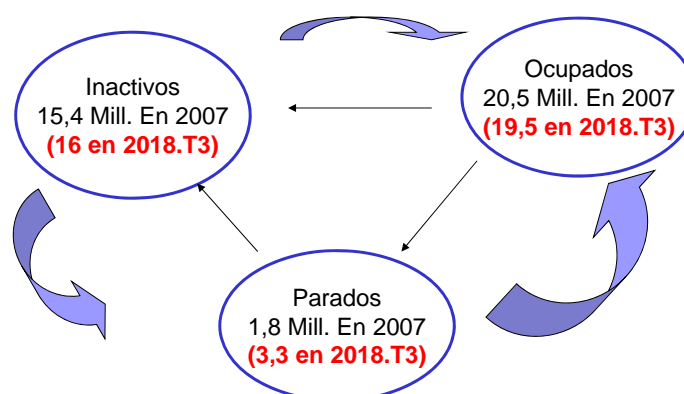 Inactivos
15,4 Mill. En 2007
(16 en 2018.T3)
Ocupados
20,5 Mill. En 2007
(19,5 en 2018.T3)
Parados
1,8 Mill. En 2007
(3,3 en 2018.T3)